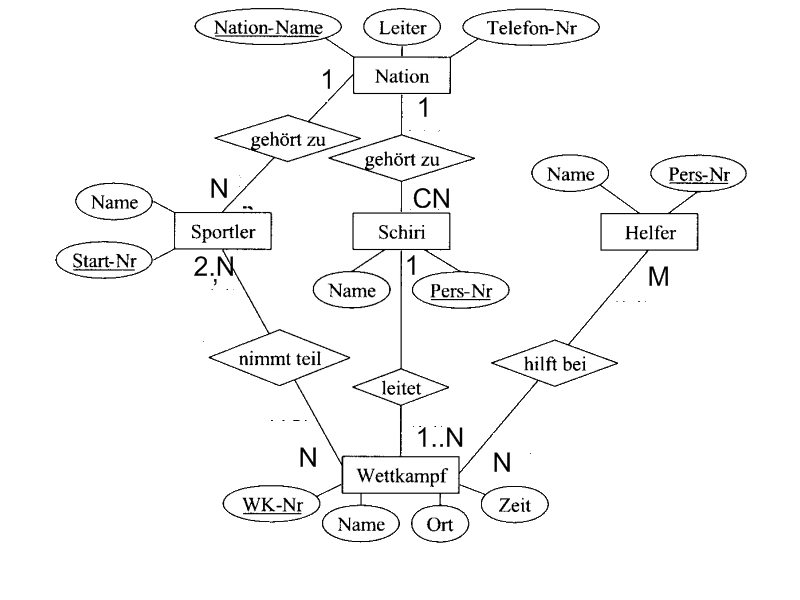 Nation-Name
Leiter
Telefon-Nr
Nation
1
1
gehört zu
gehört zu
Name
Pers-Nr
N
CN
Name
Sportler
Schiri
Helfer
Start-Nr
2,N
1
M
Name
Pers-Nr
nimmt teil
hilft bei
leitet
1..N
N
N
Wettkampf
WK-Nr
Zeit
Name
Ort